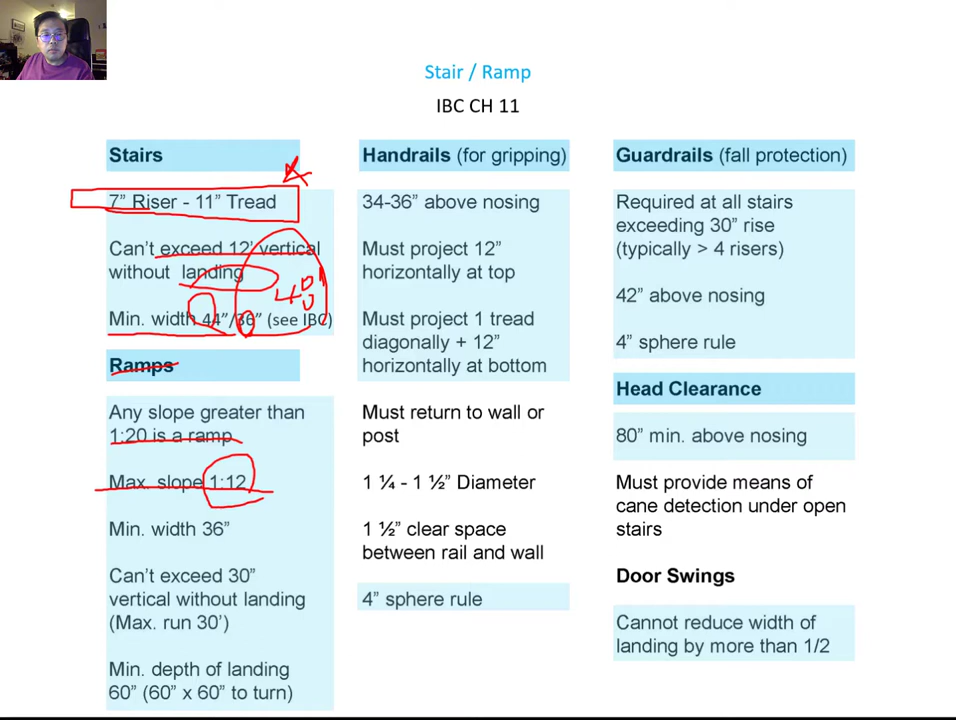 Stair / Ramp
IBC CH 11
Stairs
7” Riser - 11” Tread
Can’t exceed 12’ vertical
without landing
Min. width 44”/36” (see IBC)
Ramps
Any slope greater than
1:20 is a ramp
Max. slope 1:12
Min. width 36”
Can’t exceed 30”
vertical without landing
(Max. run 30’)
Min. depth of landing
60” (60” x 60” to turn)
Handrails (for gripping)
34-36” above nosing
Must project 12”
horizontally at top
Must project 1 tread
diagonally + 12”
horizontally at bottom
Must return to wall or
post
1 ¼ - 1 ½” Diameter
1 ½” clear space
between rail and wall
4” sphere rule
Guardrails (fall protection)
Required at all stairs
exceeding 30” rise
(typically > 4 risers)
42” above nosing
4” sphere rule
Head Clearance
80” min. above nosing
Must provide means of
cane detection under open
stairs
Door Swings
Cannot reduce width of
landing by more than 1/2